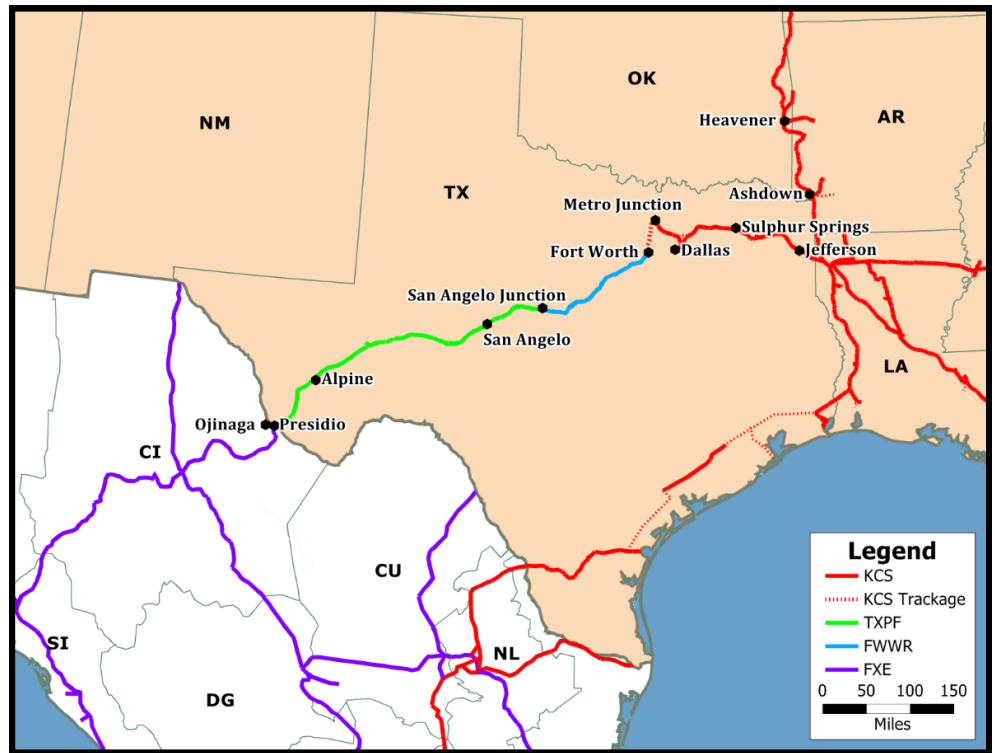 OK
NM
Heavener
AR
TX
Ashdown
Metro Junction
Sulphur Springs
Fort Worth
Dallas
Jefferson
San Angelo Junction
San Angelo
LA
Alpine
Ojinaga
Presidio
CI
CU
SI
NL
DG
Legend
KCS
KCS Trackage
TXPF
FWWR
FXE
0 50 100 150
Miles